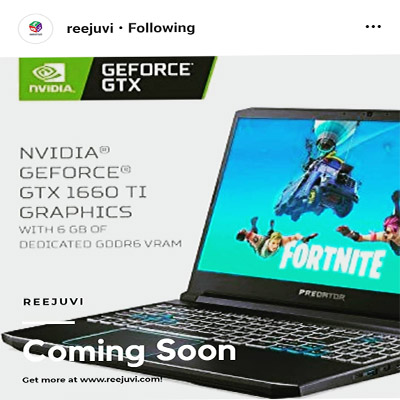 reejuvi • Following
NVIDIA.
GEFORCE
GTX
NVIDIA®
GEFORCE®
GTX 1660 TI
GRAPHICS
WITH 6 GB OF
DEDICATED GDDR6 VRAM
FORTNITE
PREDATOR
REEJUVI
Coming Soon
Get more at www.reejuvi.com!